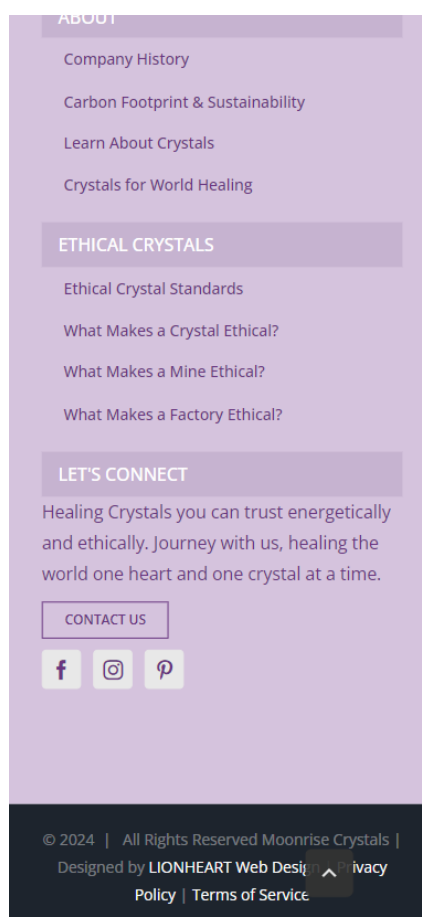 ABOUT
Company History
Carbon Footprint & Sustainability
Learn About Crystals
Crystals for World Healing
ETHICAL CRYSTALS
Ethical Crystal Standards
What Makes a Crystal Ethical?
What Makes a Mine Ethical?
What Makes a Factory Ethical?
LET'S CONNECT
Healing Crystals you can trust energetically
and ethically. Journey with us, healing the
world one heart and one crystal at a time.
CONTACT US
© 2024 | All Rights Reserved Moonrise Crystals |
Designed by LIONHEART Web Design | Privacy
Policy | Terms of Service